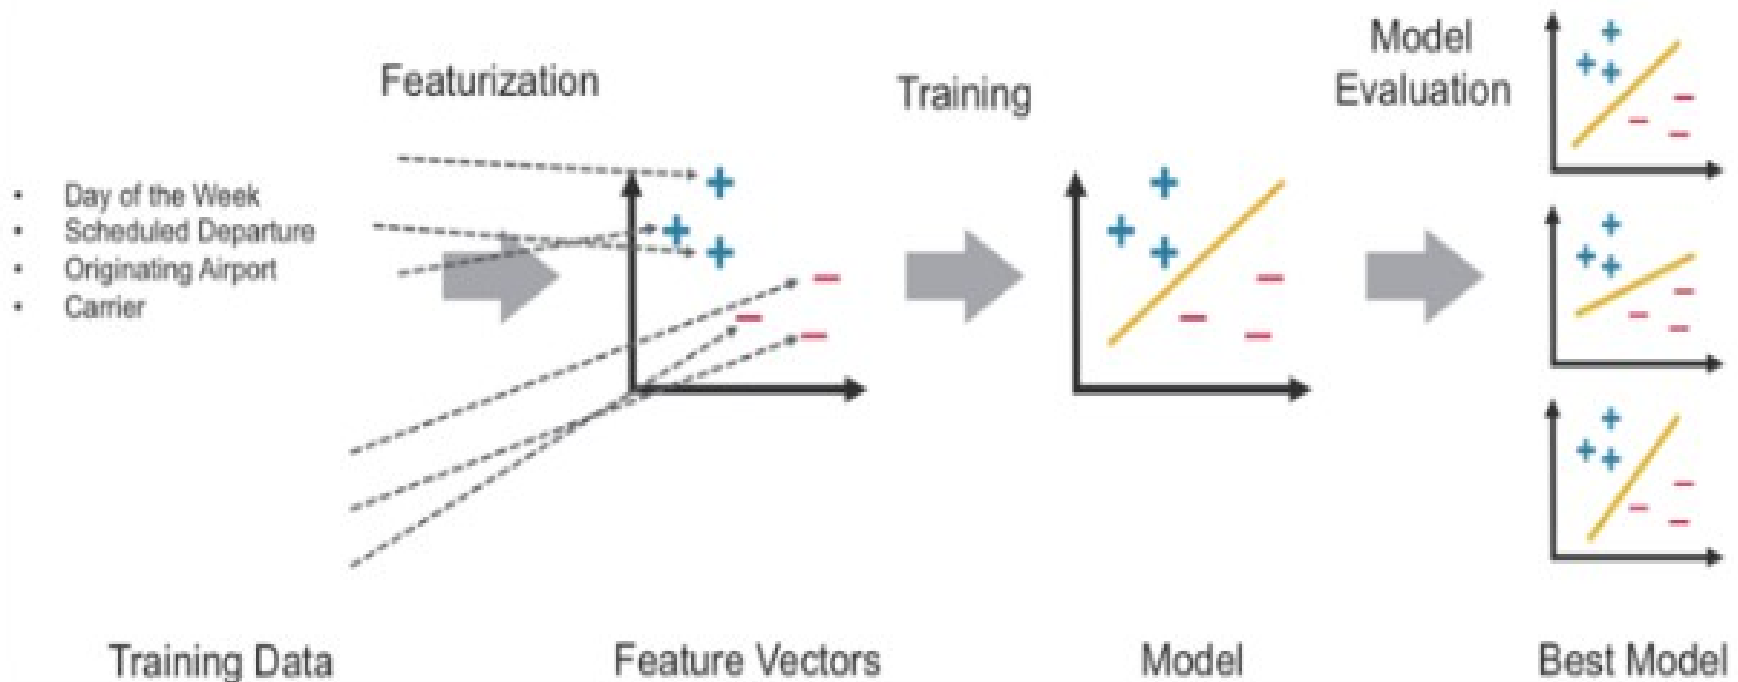 Featurization
Training
Model
Evaluation
• Day of the Week
• Scheduled Departure
• Originating Airport
• Carrier
Training Data
Feature Vectors
Model
Best Model